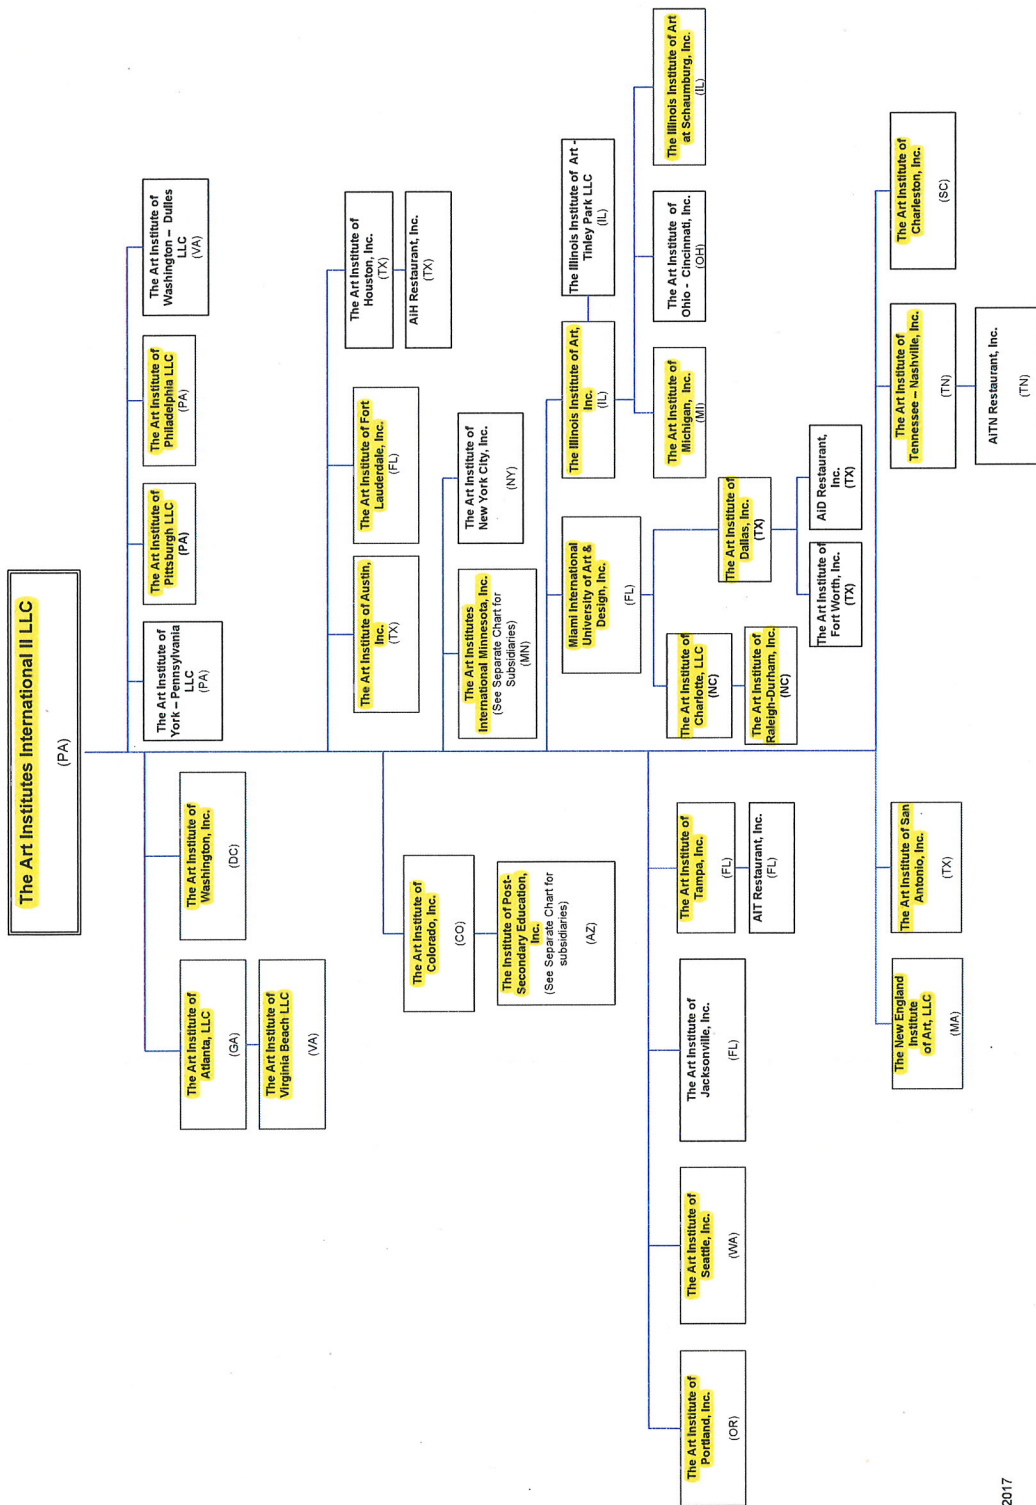 The Art Institutes International II LLC
(PA)
The Art Institute of
Atlanta, LLC
(GA)
The Art Institute of
Virginia Beach LLC
(VA)
The Art Institute of
Washington, Inc.
(DC)
The Art Institute of
York – Pennsylvania
LLC
(PA)
The Art Institute of
Pittsburgh LLC
(PA)
The Art Institute of
Philadelphia LLC
(PA)
The Art Institute of
Washington – Dulles
LLC
(VA)
The Art Institute of Austin,
Inc.
(TX)
The Art Institute of Fort
Lauderdale, Inc.
(FL)
The Art Institute of
Houston, Inc.
(TX)
AiH Restaurant, Inc.
(TX)
The Art Institute of
Colorado, Inc.
(CO)
The Institute of Post-
Secondary Education,
Inc.
(See Separate Chart for
subsidiaries)
(AZ)
The Art Institutes
International Minnesota, Inc.
(See Separate Chart for
Subsidiaries)
(MN)
The Art Institute of
New York City, Inc.
(NY)
Miami International
University of Art &
Design, Inc.
(FL)
The Art Institute of
Charlotte, LLC
(NC)
The Art Institute of
Raleigh-Durham, Inc.
(NC)
The Art Institute of
Dallas, Inc.
(TX)
The Art Institute of
Fort Worth, Inc.
(TX)
AiD Restaurant,
Inc.
(TX)
The Illinois Institute of Art,
Inc.
(IL)
The Illinois Institute of Art -
Tinley Park LLC
(IL)
The Art Institute of
Michigan, Inc.
(MI)
The Art Institute of
Ohio - Cincinnati, Inc.
(OH)
The Illinois Institute of Art
at Schaumburg, Inc.
(IL)
The Art Institute of
Portland, Inc.
(OR)
The Art Institute of
Seattle, Inc.
(WA)
The Art Institute of
Jacksonville, Inc.
(FL)
The Art Institute of
Tampa, Inc.
(FL)
AIT Restaurant, Inc.
(FL)
The New England
Institute
of Art, LLC
(MA)
The Art Institute of San
Antonio, Inc.
(TX)
The Art Institute of
Tennessee – Nashville, Inc.
(TN)
AiTN Restaurant, Inc.
(TN)
The Art Institute of
Charleston, Inc.
(SC)
2017